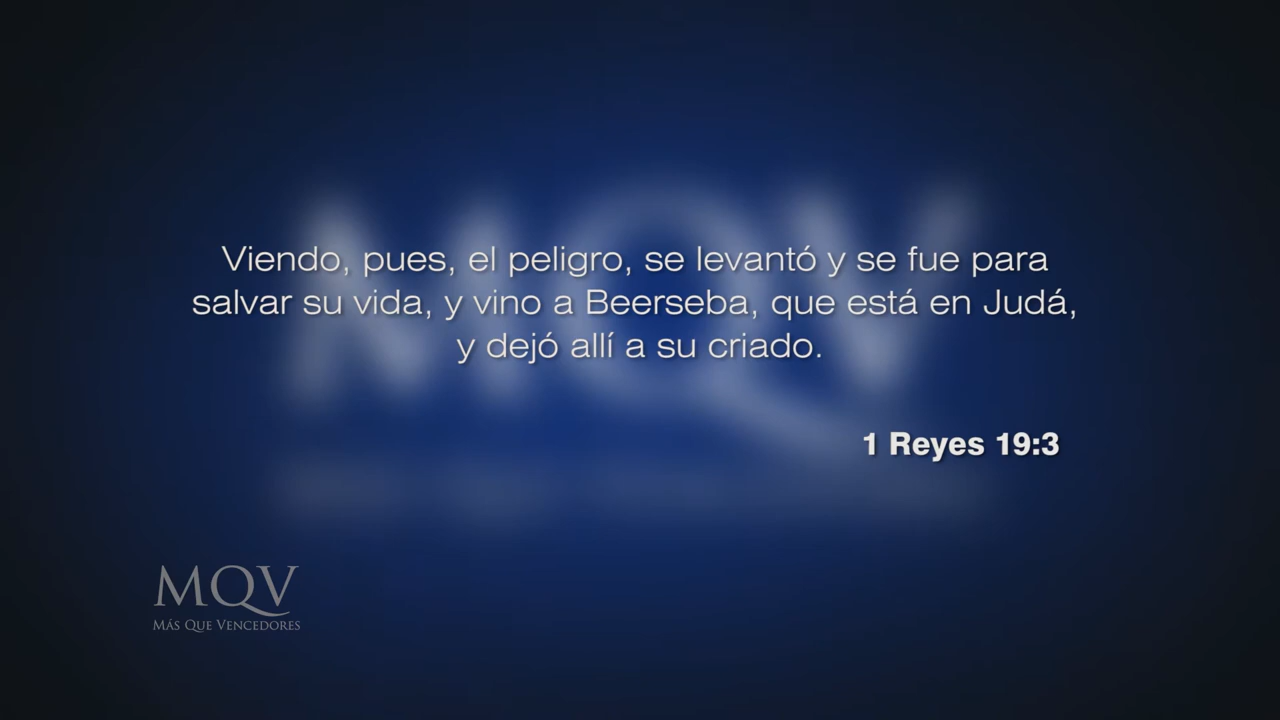 Viendo, pues, el peligro, se levantó y se fue para
salvar su vida, y vino a Beerseba, que está en Judá,
y dejó allí a su criado.
1 Reyes 19:3
MQV
MÁS QUE VENCEDORES